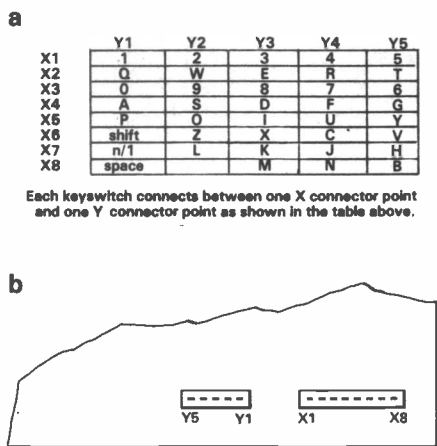 a
Y1 Y2 Y3 Y4 Y5
X1 1 2 3 4 5
X2 Q W E R T
X3 0 9 8 7 6
X4 A S D F G
X5 P O I U Y
X6 shift Z X C V
X7 n/1 L K J H
X8 space M N B
Each keyswitch connects between one X connector point
and one Y connector point as shown in the table above.
b
Y5 Y1 X1 X8